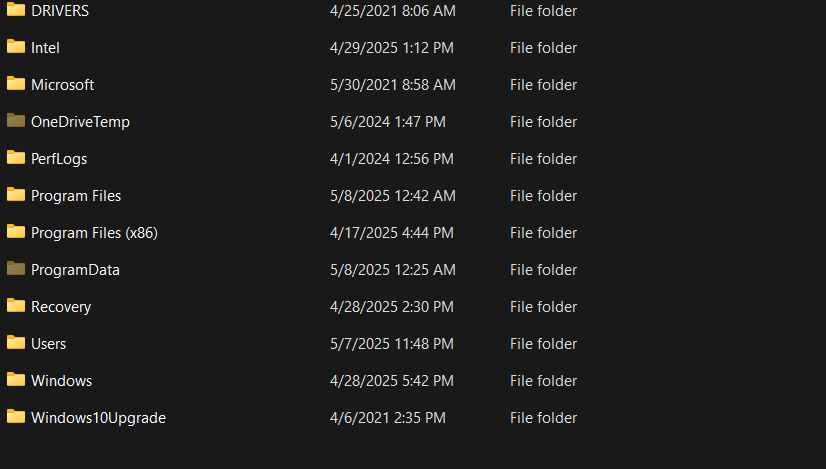 DRIVERS 4/25/2021 8:06 AM File folder
Intel 4/29/2025 1:12 PM File folder
Microsoft 5/30/2021 8:58 AM File folder
OneDriveTemp 5/6/2024 1:47 PM File folder
PerfLogs 4/1/2024 12:56 PM File folder
Program Files 5/8/2025 12:42 AM File folder
Program Files (x86) 4/17/2025 4:44 PM File folder
ProgramData 5/8/2025 12:25 AM File folder
Recovery 4/28/2025 2:30 PM File folder
Users 5/7/2025 11:48 PM File folder
Windows 4/28/2025 5:42 PM File folder
Windows10Upgrade 4/6/2021 2:35 PM File folder